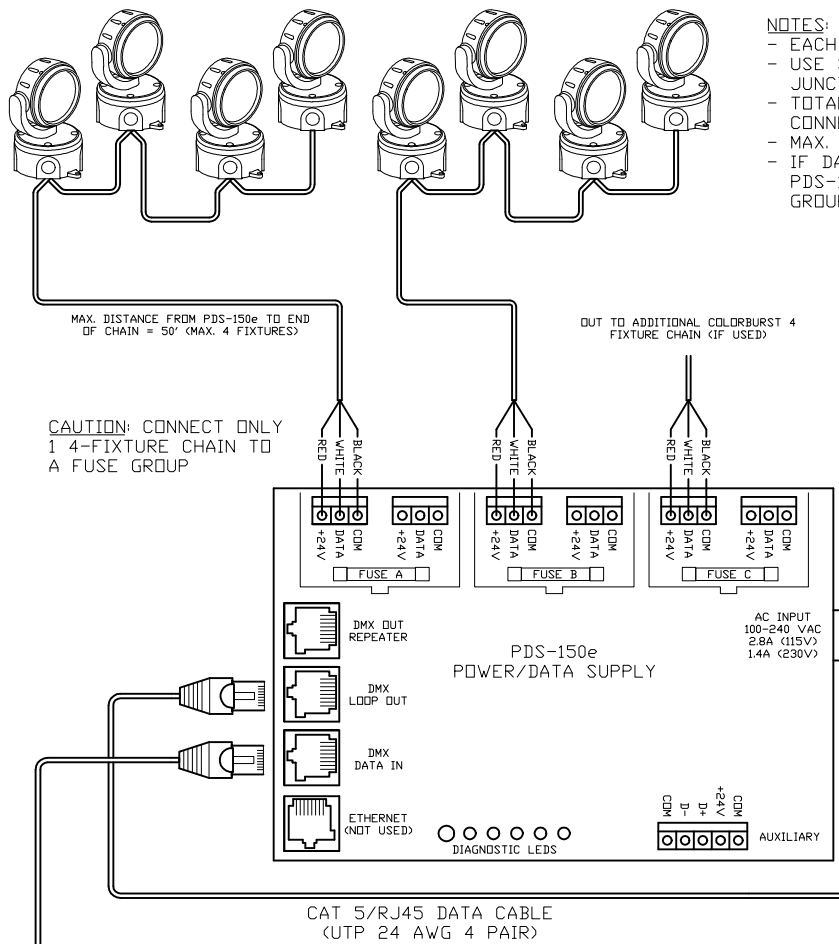 NOTES:
- EACH
- USE
JUNC
- TOTA
CONN
- MAX.
- IF DA
PDS-1
GROU
MAX. DISTANCE FROM PDS-150e TO END
OF CHAIN = 50' (MAX. 4 FIXTURES)
OUT TO ADDITIONAL COLORBURST 4
FIXTURE CHAIN (IF USED)
CAUTION: CONNECT ONLY
1 4-FIXTURE CHAIN TO
A FUSE GROUP
RED
WHITE
BLACK
RED
WHITE
BLACK
RED
WHITE
BLACK
+24V
DATA
COM
+24V
DATA
COM
+24V
DATA
COM
+24V
DATA
COM
+24V
DATA
COM
+24V
DATA
COM
FUSE A
FUSE B
FUSE C
DMX OUT
REPEATER
AC INPUT
100-240 VAC
2.8A (115V)
1.4A (230V)
PDS-150e
POWER/DATA SUPPLY
DMX
LOOP OUT
DMX
DATA IN
ETHERNET
(NOT USED)
DIAGNOSTIC LEDS
COM
D-
D+
+24V
COM
AUXILIARY
CAT 5/RJ45 DATA CABLE
(UTP 24 AWG 4 PAIR)